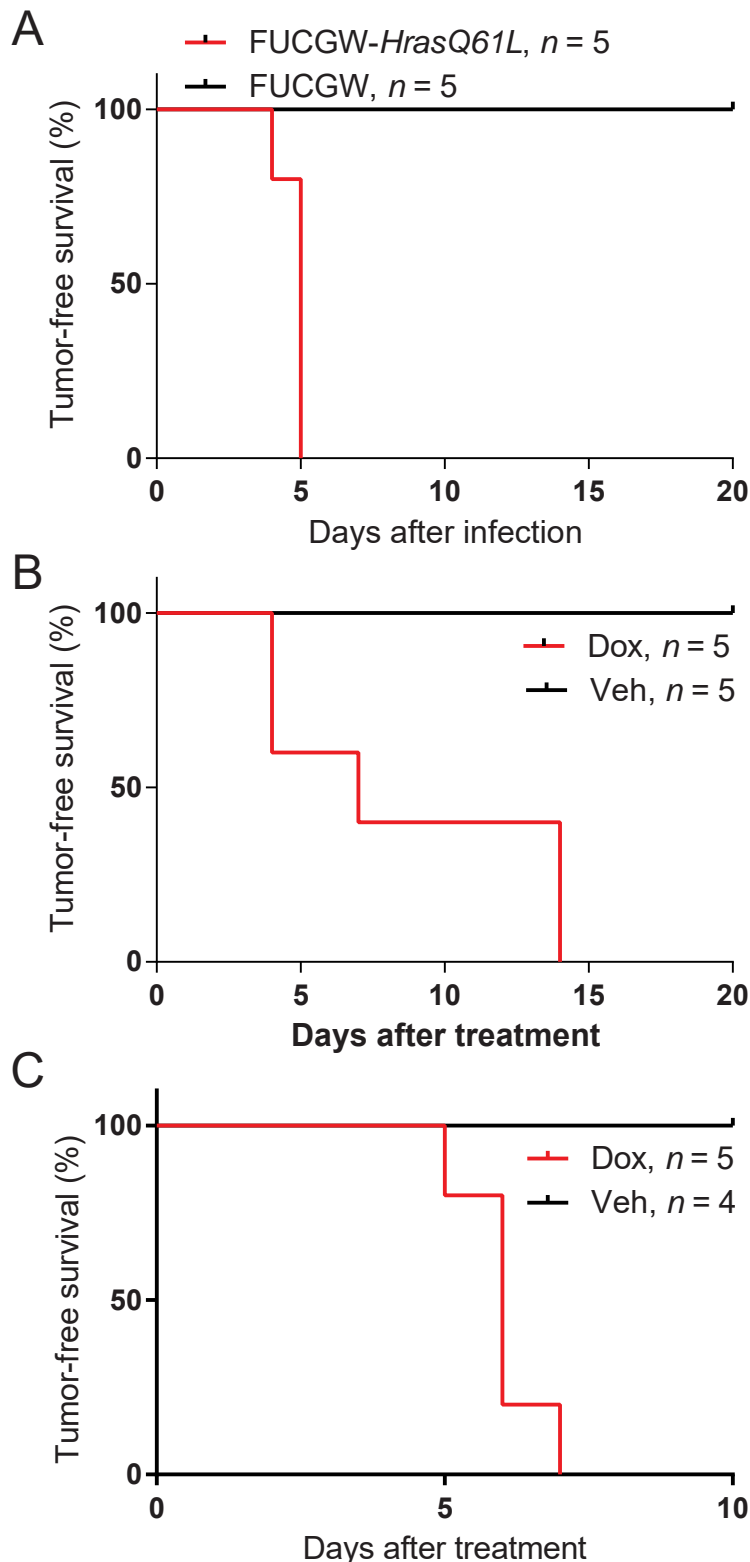 A
FUCGW-HrasQ61L, n = 5
FUCGW, n = 5
Tumor-free survival (%)
100
50
0
0 5 10 15 20
Days after infection
B
Dox, n = 5
Veh, n = 5
Tumor-free survival (%)
100
50
0
0 5 10 15 20
Days after treatment
C
Dox, n = 5
Veh, n = 4
Tumor-free survival (%)
100
50
0
0 5 10
Days after treatment